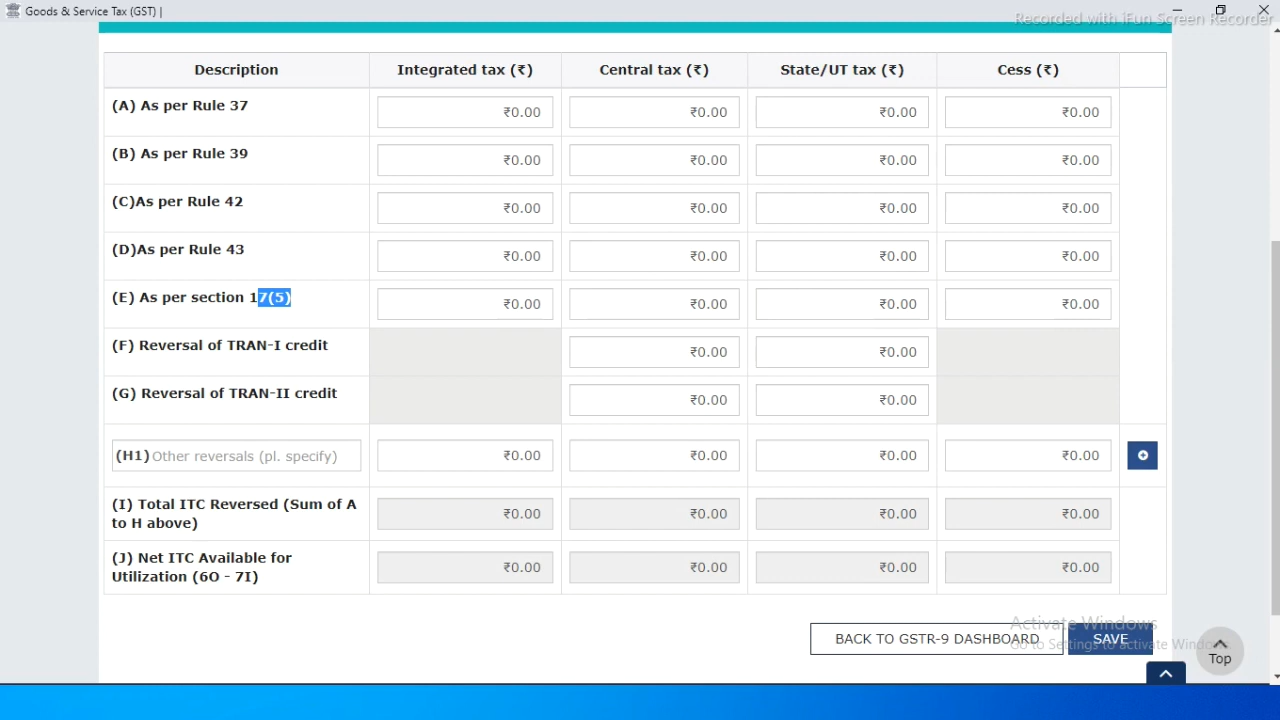 Goods & Service Tax (GST) |
Recorded with iFun Screen Recorder
Description Integrated tax (₹) Central tax (₹) State/UT tax (₹) Cess (₹)
(A) As per Rule 37 ₹0.00 ₹0.00 ₹0.00 ₹0.00
(B) As per Rule 39 ₹0.00 ₹0.00 ₹0.00 ₹0.00
(C)As per Rule 42 ₹0.00 ₹0.00 ₹0.00 ₹0.00
(D)As per Rule 43 ₹0.00 ₹0.00 ₹0.00 ₹0.00
(E) As per section 17(5) ₹0.00 ₹0.00 ₹0.00 ₹0.00
(F) Reversal of TRAN-I credit ₹0.00 ₹0.00
(G) Reversal of TRAN-II credit ₹0.00 ₹0.00
(H1) Other reversals (pl. specify) ₹0.00 ₹0.00 ₹0.00 ₹0.00
(I) Total ITC Reversed (Sum of A
to H above) ₹0.00 ₹0.00 ₹0.00 ₹0.00
(J) Net ITC Available for
Utilization (6O - 7I) ₹0.00 ₹0.00 ₹0.00 ₹0.00
Activate Windows
BACK TO GSTR-9 DASHBOARD SAVE
Go to Settings to activate Windows.
Top